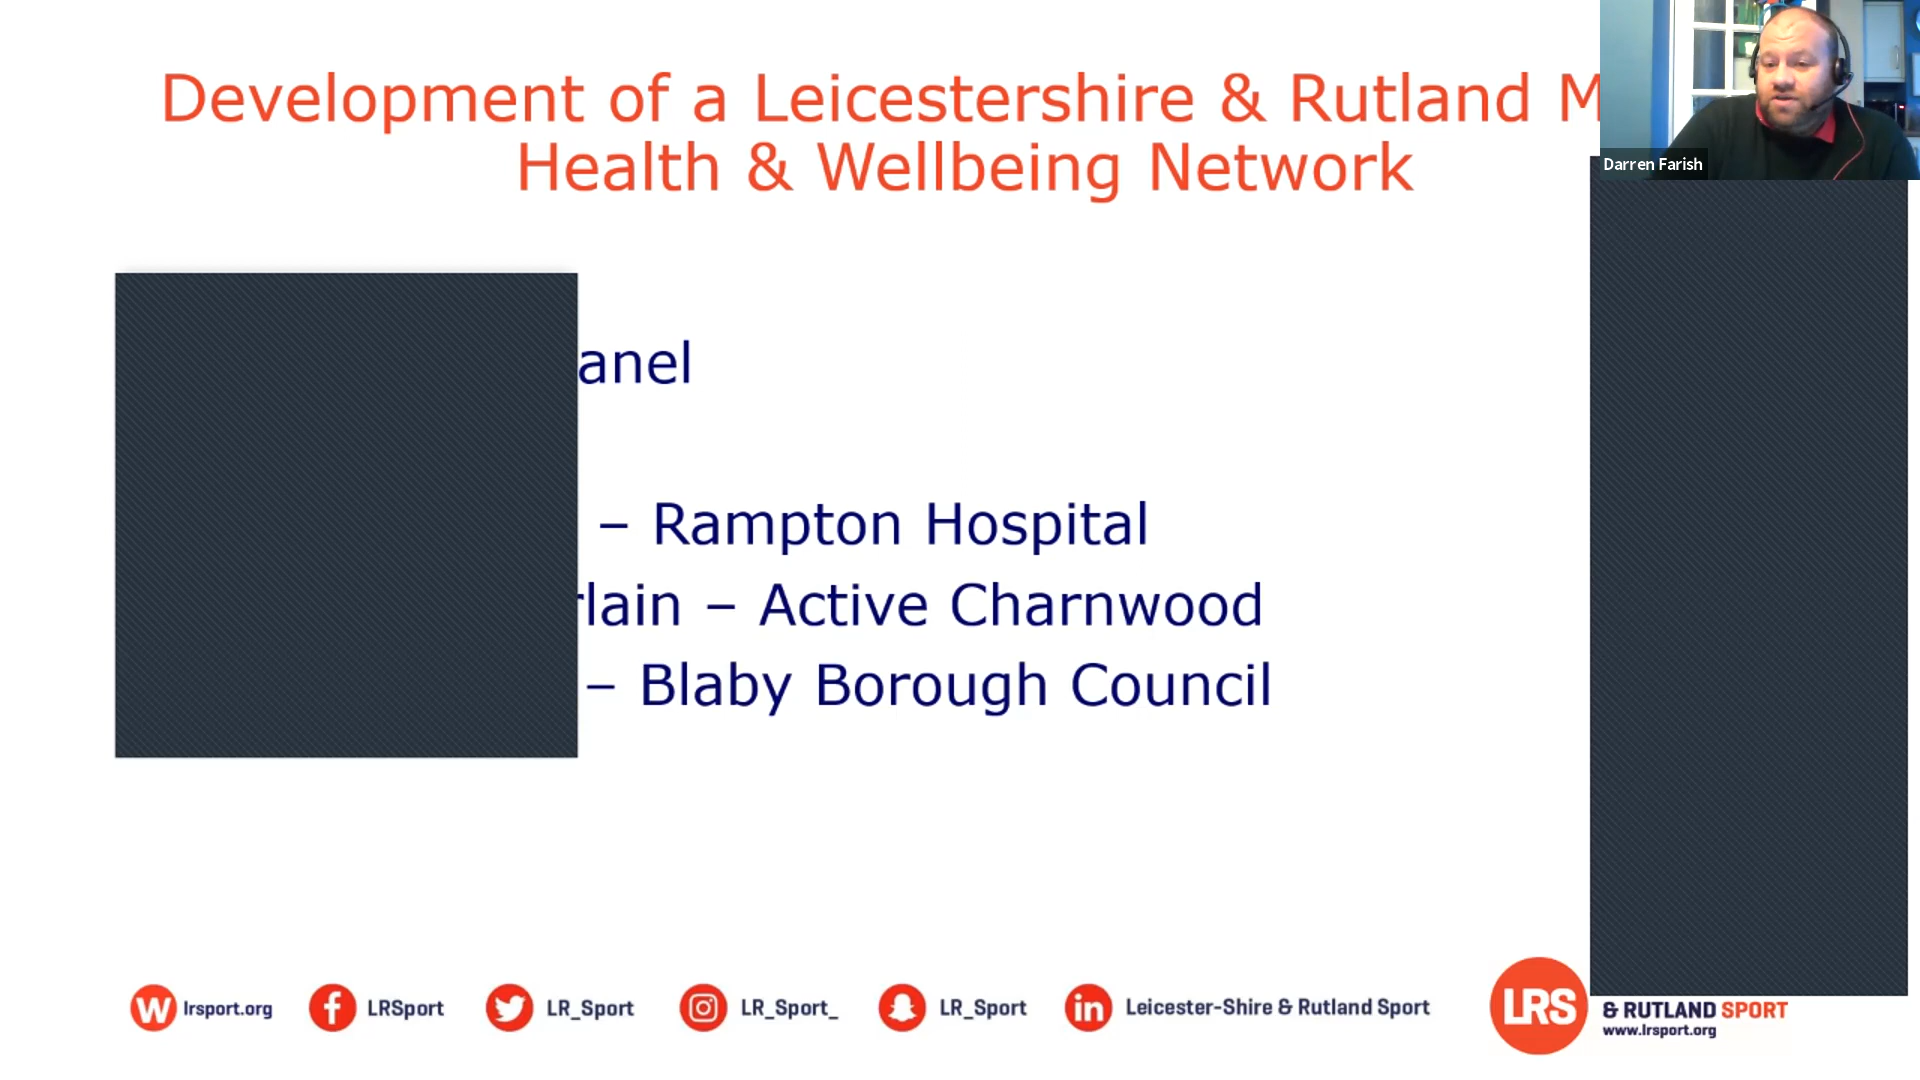 Development of a Leicestershire & Rutland
Health & Wellbeing Network
Darren Farish
anel
– Rampton Hospital
rlain – Active Charnwood
– Blaby Borough Council
lrsport.org
LRSport
LR_Sport
LR_Sport_
LR_Sport
Leicester-Shire & Rutland Sport
LRS
& RUTLAND SPORT
www.lrsport.org